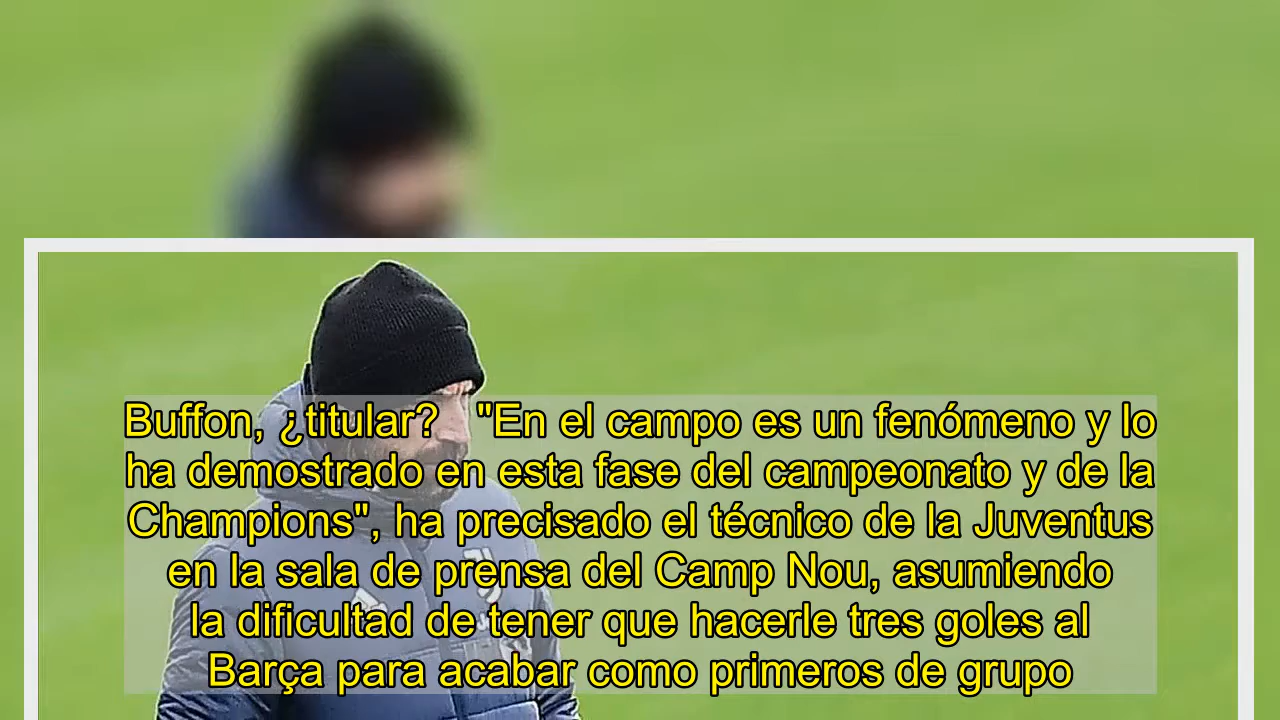 Buffon, ¿titular?   "En el campo es un fenómeno y lo
ha demostrado en esta fase del campeonato y de la
Champions", ha precisado el técnico de la Juventus
en la sala de prensa del Camp Nou, asumiendo
la dificultad de tener que hacerle tres goles al
Barça para acabar como primeros de grupo